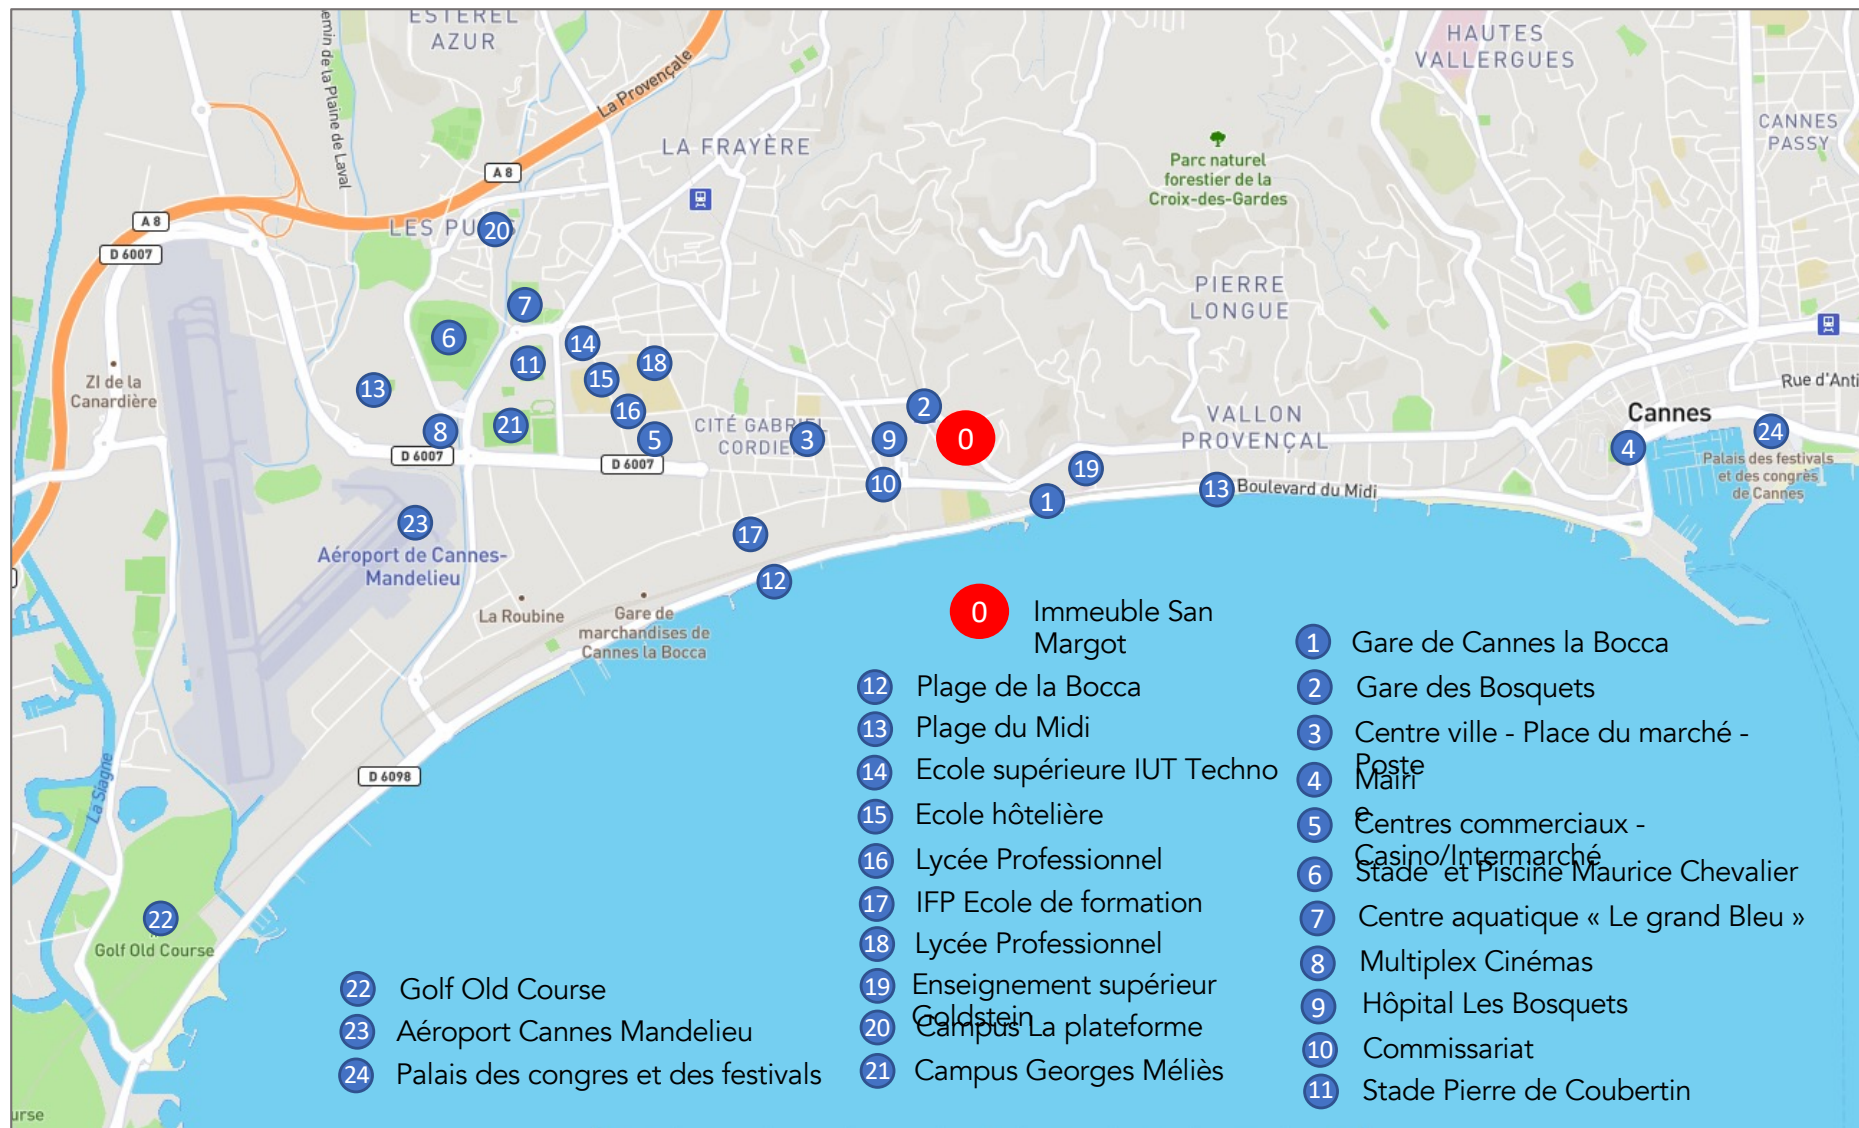 ESTEREL
AZUR
emin de la Plaine de Laval
La Provençale
HAUTES
VALLERGUES
CANNES
PASSY
LA FRAYÈRE
Parc naturel
forestier de la
Croix-des-Gardes
A 8
A 8
D 6007
LES PU
20
PIERRE
LONGUE
7
6
14
11
18
15
13
ZI de la
Canardière
Rue d'Anti
2
16
VALLON
PROVENÇAL
Cannes
21
CITÉ GABRIEL
CORDIE
8
5
3
9
0
4
24
D 6007
D 6007
Palais des festivals
et des congrès
de Cannes
19
10
13
Boulevard du Midi
1
23
17
Aéroport de Cannes-
Mandelieu
12
La Roubine
Gare de
marchandises de
Cannes la Bocca
D 6098
La Siagne
22
Golf Old Course
urse
0 Immeuble San
Margot
12 Plage de la Bocca
13 Plage du Midi
14 Ecole supérieure IUT Techno
15 Ecole hôtelière
16 Lycée Professionnel
17 IFP Ecole de formation
18 Lycée Professionnel
19 Enseignement supérieur
Goldstein
20 Campus La plateforme
21 Campus Georges Méliès
1 Gare de Cannes la Bocca
2 Gare des Bosquets
3 Centre ville - Place du marché -
Poste
4 Mairi
e
5 Centres commerciaux -
Casino/Intermarché
6 Stade et Piscine Maurice Chevalier
7 Centre aquatique « Le grand Bleu »
8 Multiplex Cinémas
9 Hôpital Les Bosquets
10 Commissariat
11 Stade Pierre de Coubertin
22 Golf Old Course
23 Aéroport Cannes Mandelieu
24 Palais des congres et des festivals